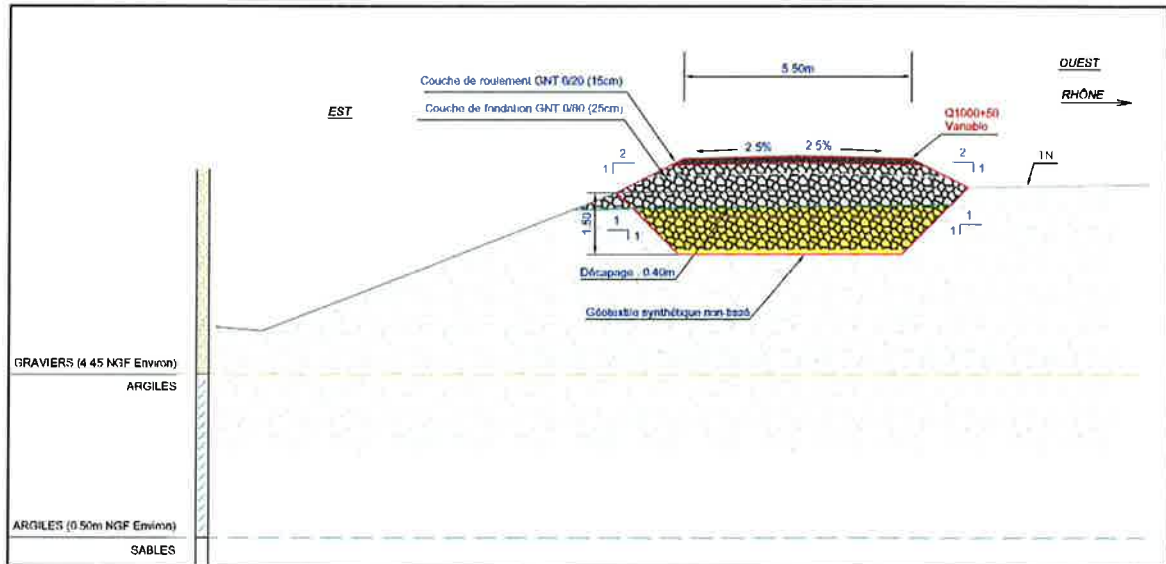 5.50m
OUEST
RHÔNE
Couche de roulement GNT 0/20 (15cm)
Couche de fondation GNT 0/80 (25cm)
EST
Q1000+50
Variable
2.5% 2.5%
2
1
2
1
TN
1.50
1
1
1
1
Décapage : 0.40m
Géotextile synthétique non-tissé
GRAVIERS (4.45 NGF Environ)
ARGILES
ARGILES (0.50m NGF Environ)
SABLES